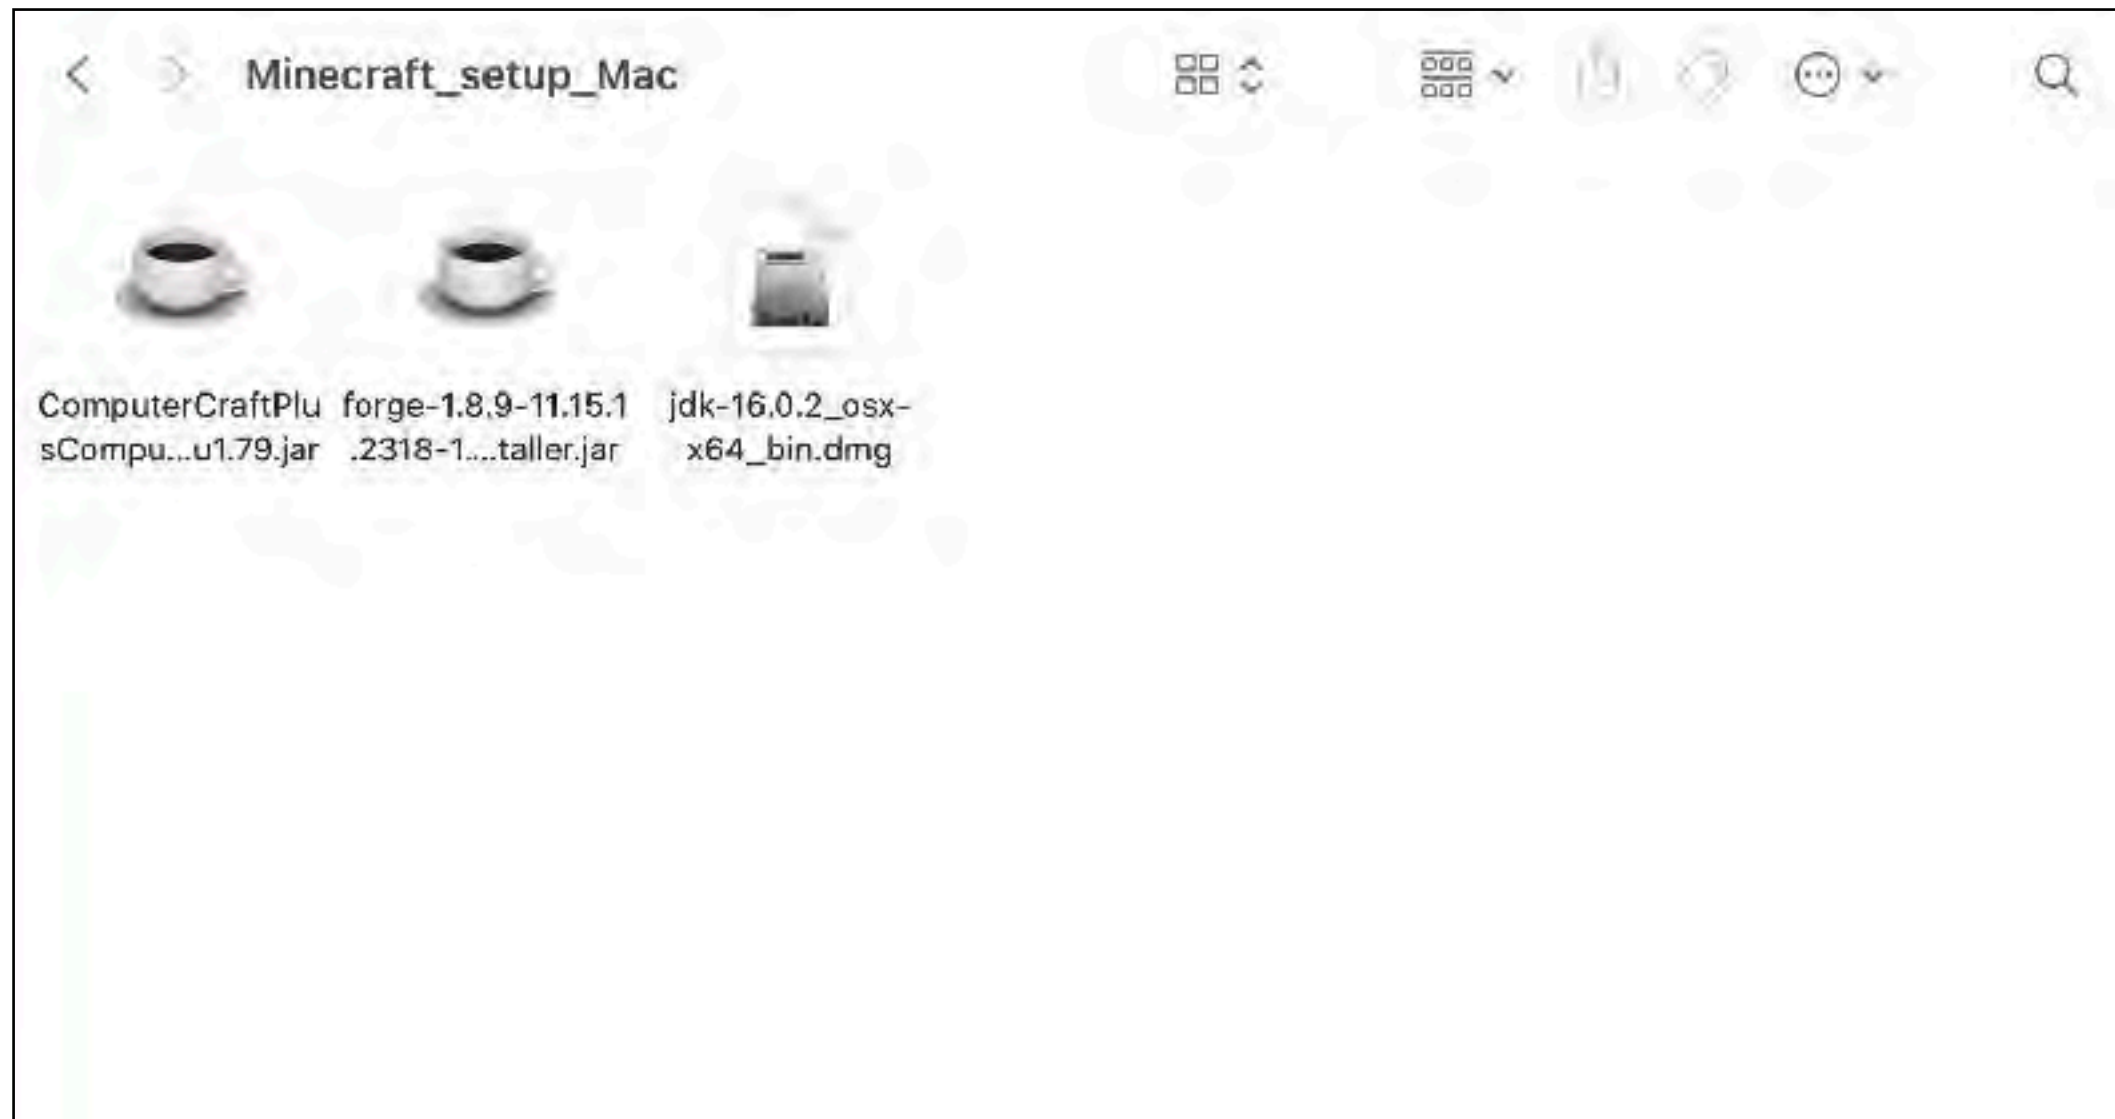 Minecraft_setup_Mac
ComputerCraftPlu
sCompu...u1.79.jar
forge-1.8.9-11.15.1
.2318-1....taller.jar
jdk-16.0.2_osx-
x64_bin.dmg